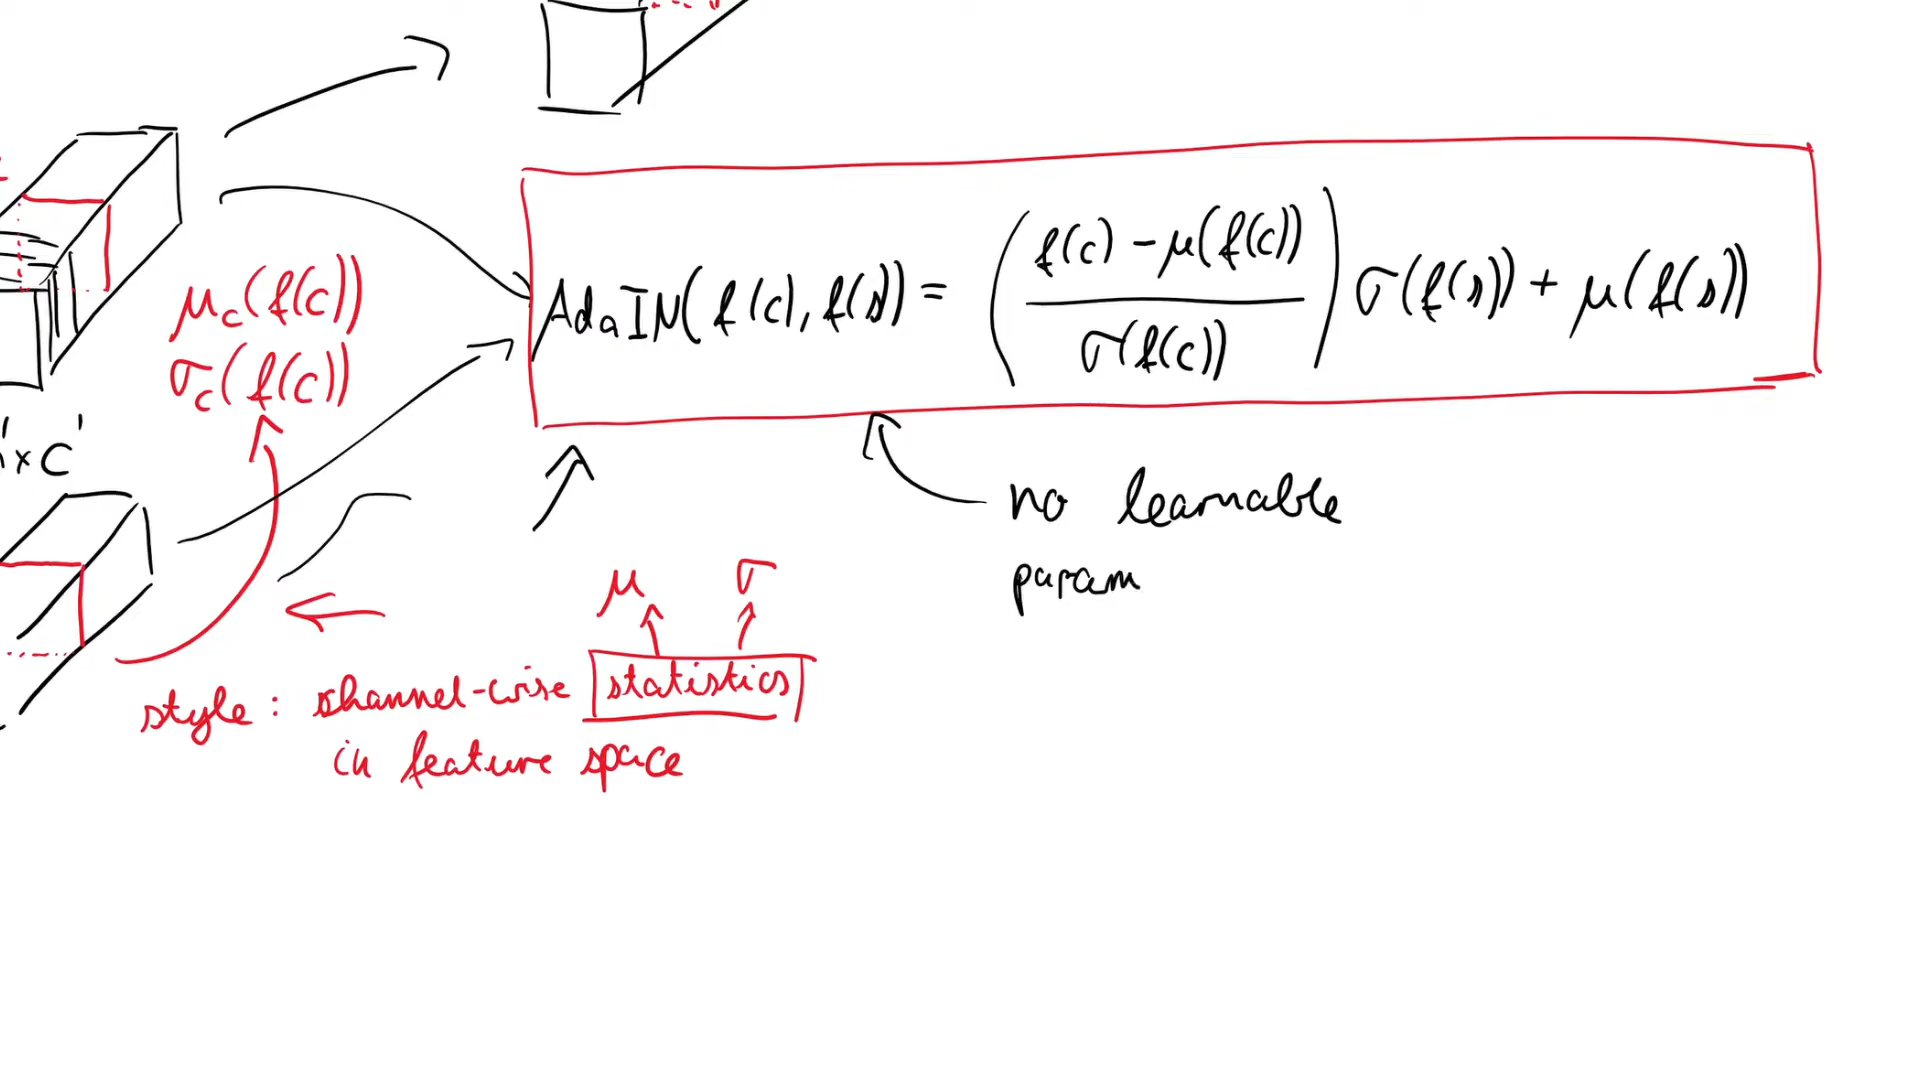 AdaIN(f(c), f(s)) = ( (f(c) - μ(f(c))) / σ(f(c)) ) σ(f(s)) + μ(f(s))
μc(f(c))
σc(f(c))
×C'
no learnable
param
μ σ
style: channel-wise statistics
in feature space